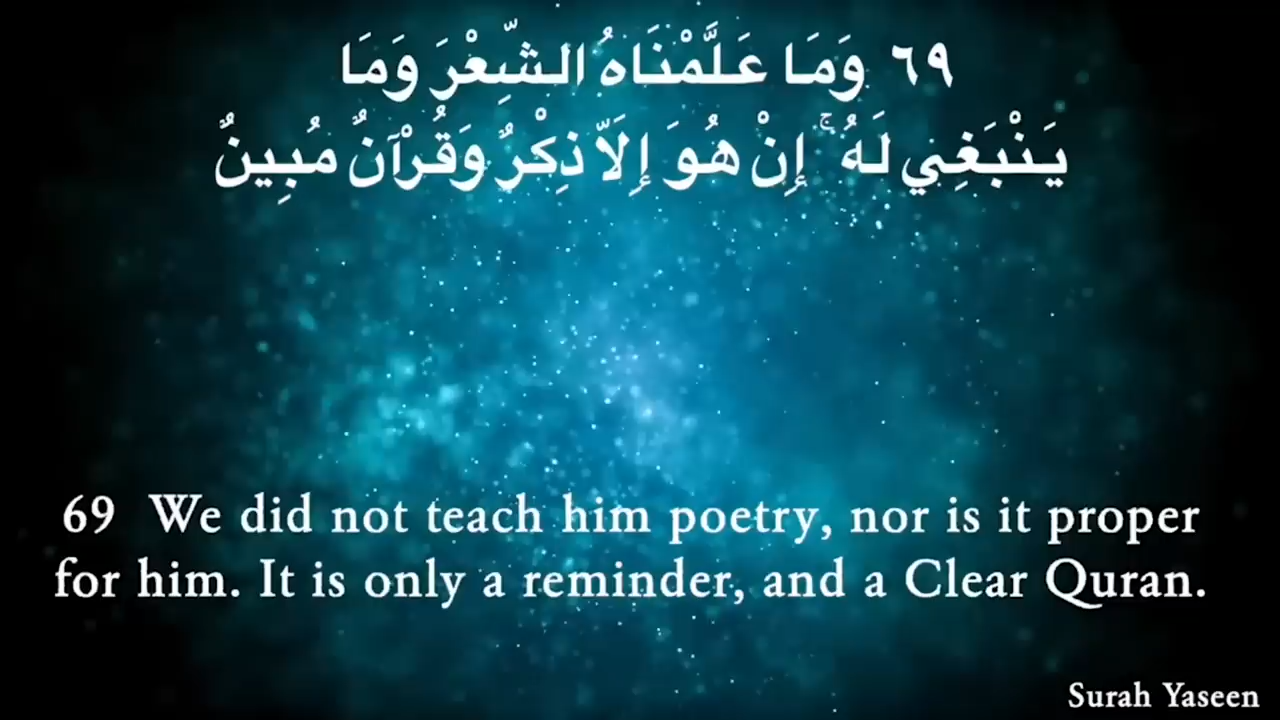 ٦٩ وَمَا عَلَّمْنَاهُ الشِّعْرَ وَمَا
يَنْبَغِي لَهُ ۚ إِنْ هُوَ إِلَّا ذِكْرٌ وَقُرْآنٌ مُبِينٌ
69 We did not teach him poetry, nor is it proper
for him. It is only a reminder, and a Clear Quran.
Surah Yaseen